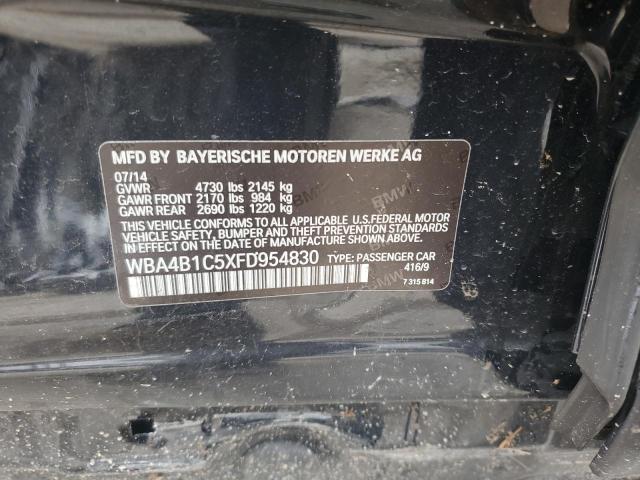 MFD BY BAYERISCHE MOTOREN WERKE AG
07/14
GVWR 4730 lbs 2145 kg
GAWR FRONT 2170 lbs 984 kg
GAWR REAR 2690 lbs 1220 kg
THIS VEHICLE CONFORMS TO ALL APPLICABLE U.S.FEDERAL MOTOR
VEHICLE SAFETY, BUMPER AND THEFT PREVENTION STANDARDS
IN EFFECT ON THE DATE OF MANUFACTURE SHOWN ABOVE.
WBA4B1C5XFD954830 TYPE: PASSENGER CAR
416/9
7 315 814